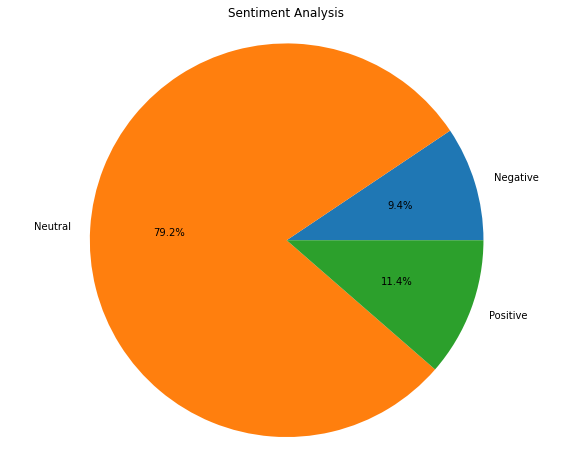 Sentiment Analysis
Negative
9.4%
Neutral
79.2%
11.4%
Positive